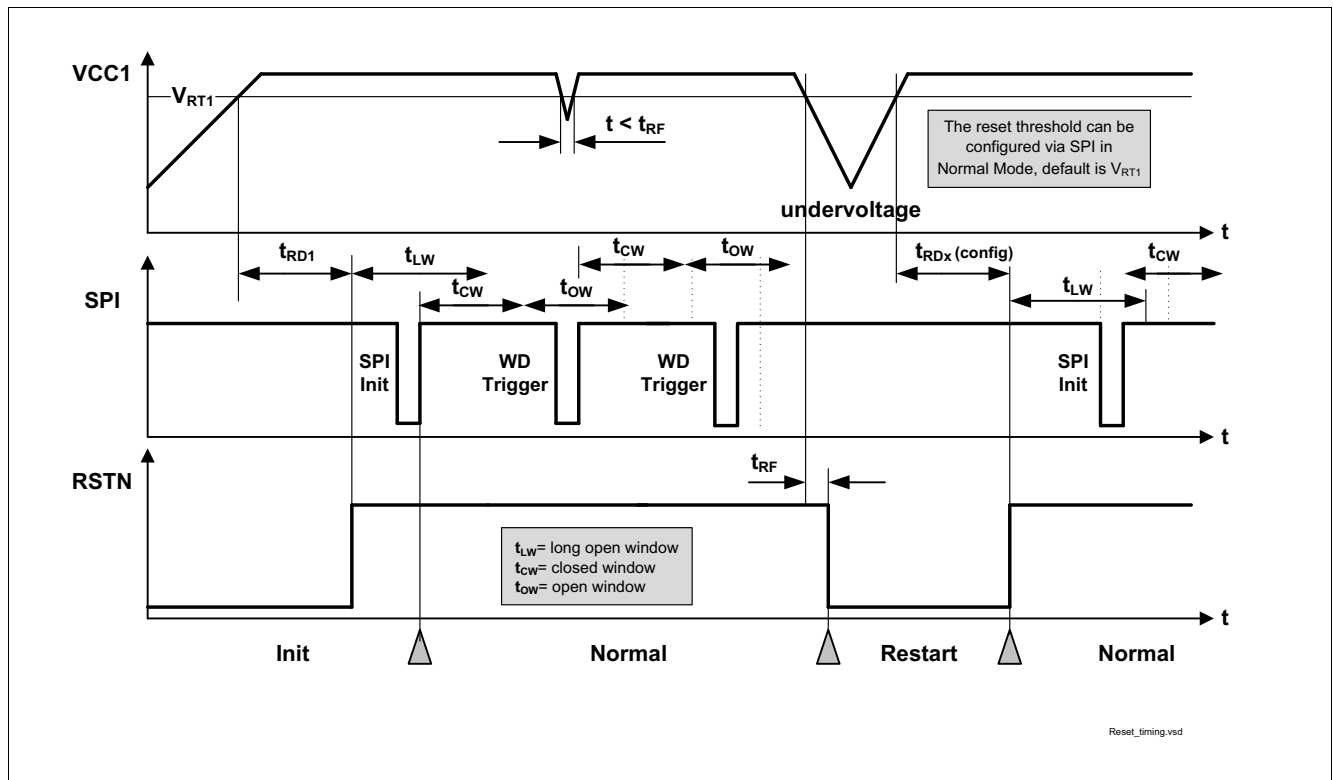 VCC1
VRT1
t < tRF
The reset threshold can be
configured via SPI in
Normal Mode, default is VRT1
undervoltage
t
tRD1
tLW
tCW
tOW
tCW
tOW
tRDx (config)
tLW
tCW
SPI
SPI
Init
WD
Trigger
WD
Trigger
SPI
Init
t
RSTN
tRF
tLW= long open window
tCW= closed window
tOW= open window
t
Init
Normal
Restart
Normal
Reset_timing.vsd